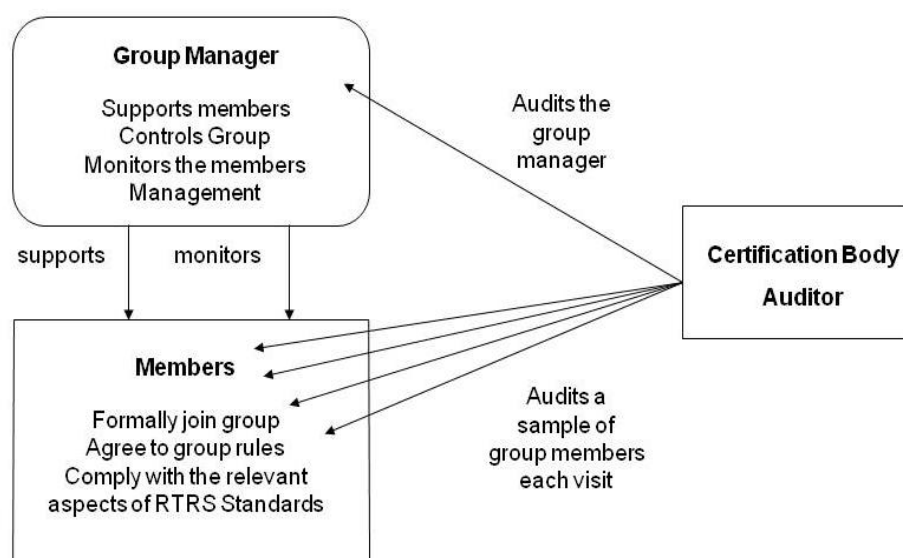 Group Manager
Supports members
Controls Group
Monitors the members
Management
Audits the
group
manager
supports
monitors
Certification Body
Auditor
Members
Formally join group
Agree to group rules
Comply with the relevant
aspects of RTRS Standards
Audits a
sample of
group members
each visit